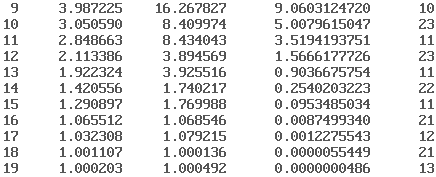 9 3.987225 16.267827 9.0603124720 10
10 3.050590 8.409974 5.0079615047 23
11 2.848663 8.434043 3.5194193751 11
12 2.113386 3.894569 1.5666177726 23
13 1.922324 3.925516 0.9036675754 11
14 1.420556 1.740217 0.2540203223 22
15 1.290897 1.769988 0.0953485034 11
16 1.065512 1.068546 0.0087499340 21
17 1.032308 1.079215 0.0012275543 12
18 1.001107 1.000136 0.0000055449 21
19 1.000203 1.000492 0.0000000486 13